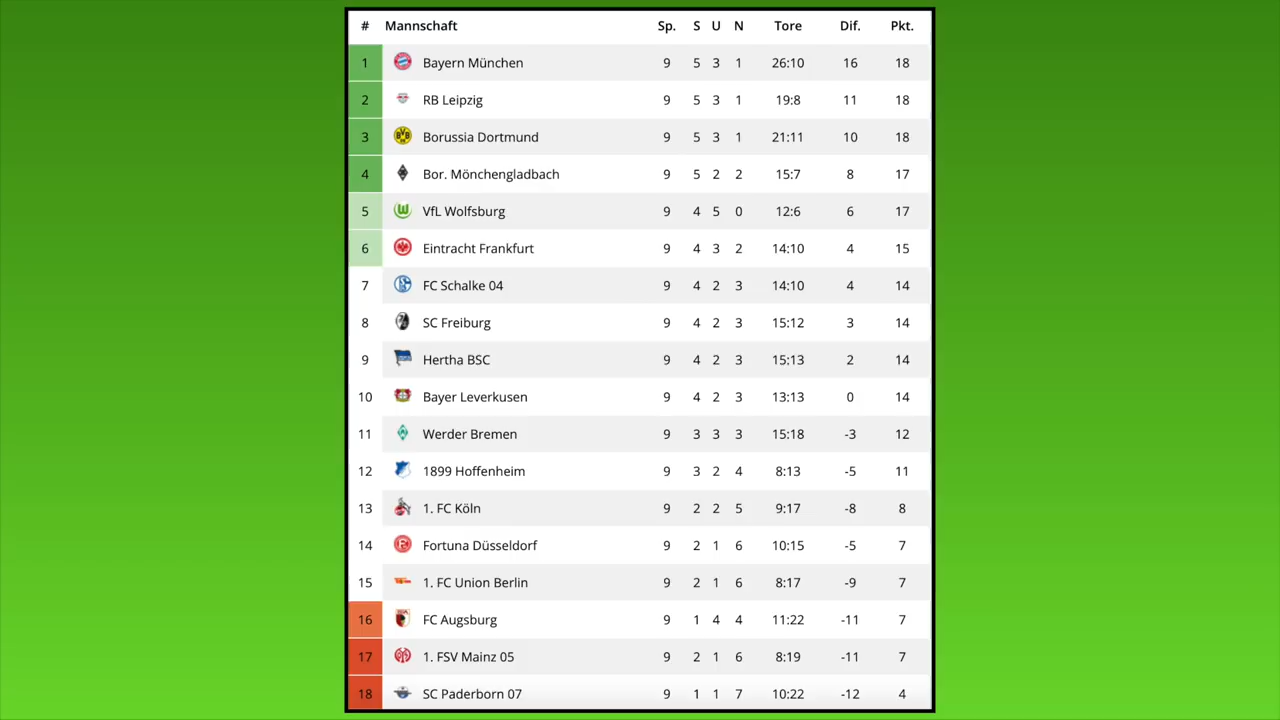 # Mannschaft Sp. S U N Tore Dif. Pkt.
1 Bayern München 9 5 3 1 26:10 16 18
2 RB Leipzig 9 5 3 1 19:8 11 18
3 Borussia Dortmund 9 5 3 1 21:11 10 18
4 Bor. Mönchengladbach 9 5 2 2 15:7 8 17
5 VfL Wolfsburg 9 4 5 0 12:6 6 17
6 Eintracht Frankfurt 9 4 3 2 14:10 4 15
7 FC Schalke 04 9 4 2 3 14:10 4 14
8 SC Freiburg 9 4 2 3 15:12 3 14
9 Hertha BSC 9 4 2 3 15:13 2 14
10 Bayer Leverkusen 9 4 2 3 13:13 0 14
11 Werder Bremen 9 3 3 3 15:18 -3 12
12 1899 Hoffenheim 9 3 2 4 8:13 -5 11
13 1. FC Köln 9 2 2 5 9:17 -8 8
14 Fortuna Düsseldorf 9 2 1 6 10:15 -5 7
15 1. FC Union Berlin 9 2 1 6 8:17 -9 7
16 FC Augsburg 9 1 4 4 11:22 -11 7
17 1. FSV Mainz 05 9 2 1 6 8:19 -11 7
18 SC Paderborn 07 9 1 1 7 10:22 -12 4